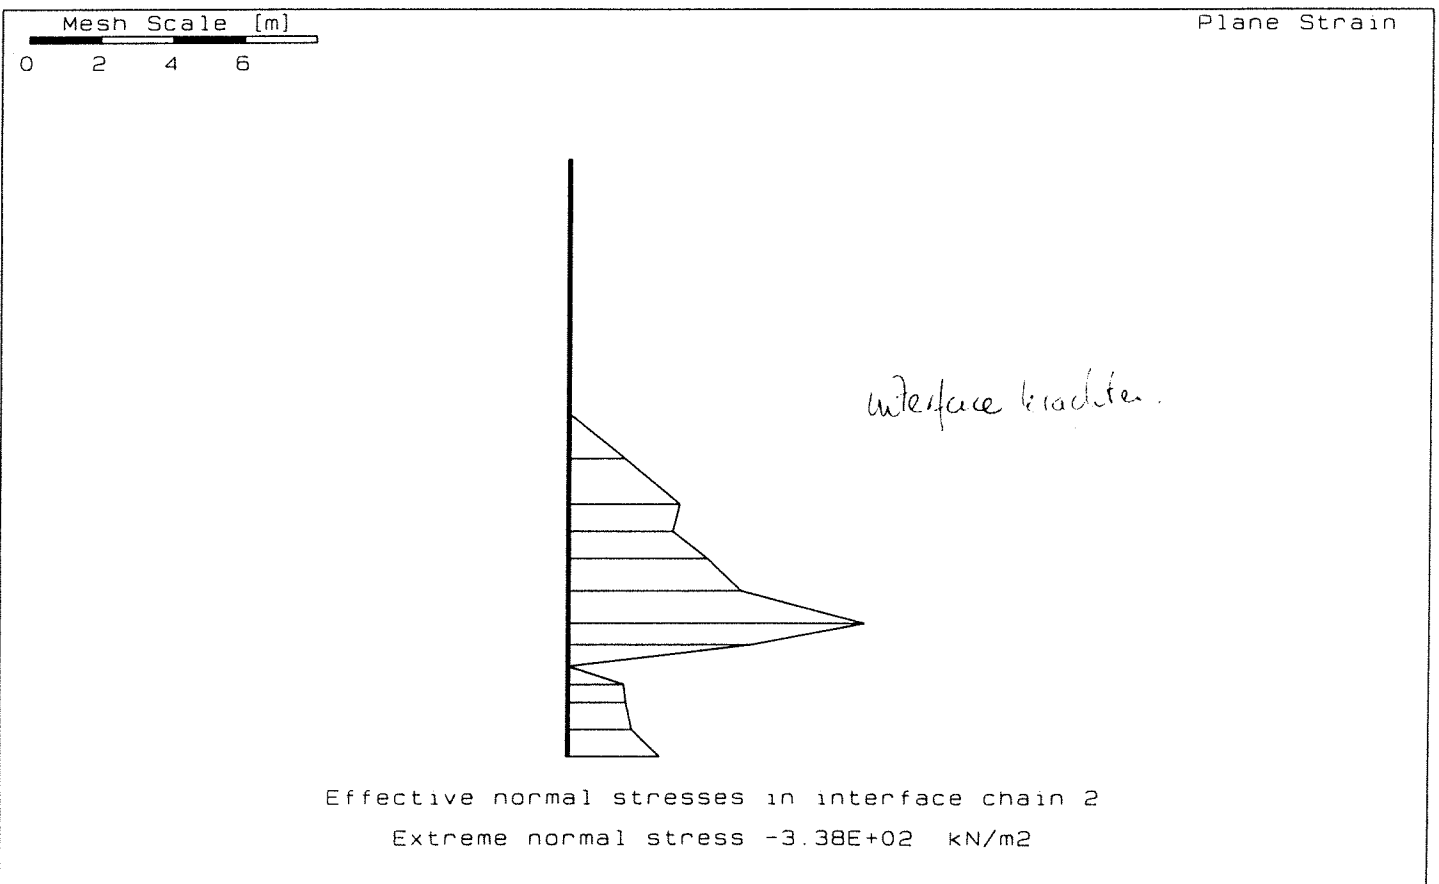 Mesh Scale [m]
Plane Strain
0 2 4 6
interface krachten.
Effective normal stresses in interface chain 2
Extreme normal stress -3.38E+02 kN/m2